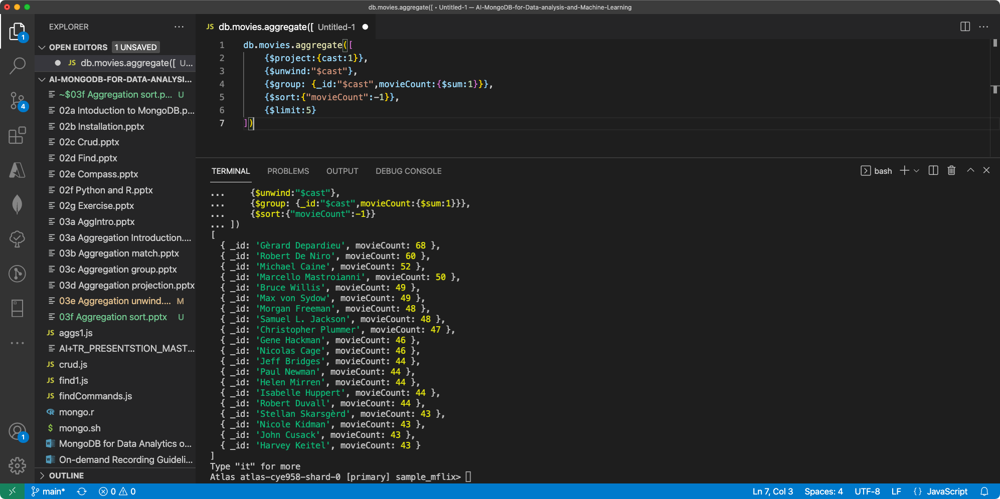 db.movies.aggregate([ • Untitled-1 — AI-MongoDB-for-Data-analysis-and-Machine-Learning
1
4
1
EXPLORER
OPEN EDITORS 1 UNSAVED
JS db.movies.aggregate([ U...
AI-MONGODB-FOR-DATA-ANALYSI...
~$03f Aggregation sort.p... U
02a Intoduction to MongoDB.p...
02b Installation.pptx
02c Crud.pptx
02d Find.pptx
02e Compass.pptx
02f Python and R.pptx
02g Exercise.pptx
03a AggIntro.pptx
03a Aggregation Introduction....
03b Aggregation match.pptx
03c Aggregation group.pptx
03d Aggregation projection.pptx
03e Aggregation unwind.... M
03f Aggregation sort.pptx U
JS aggs1.js
AI+TR_PRESENTSTION_MAST...
JS crud.js
JS find1.js
JS findCommands.js
R mongo.r
$ mongo.sh
W MongoDB for Data Analytics o...
W On-demand Recording Guideli...
OUTLINE
JS db.movies.aggregate([ Untitled-1
1 db.movies.aggregate([
2     {$project:{cast:1}},
3     {$unwind:"$cast"},
4     {$group: {_id:"$cast",movieCount:{$sum:1}}},
5     {$sort:{"movieCount":-1}},
6     {$limit:5}
7 ])
TERMINAL PROBLEMS OUTPUT DEBUG CONSOLE bash
...     {$unwind:"$cast"},
...     {$group: {_id:"$cast",movieCount:{$sum:1}}},
...     {$sort:{"movieCount":-1}}
... ])
[
  { _id: 'Gèrard Depardieu', movieCount: 68 },
  { _id: 'Robert De Niro', movieCount: 60 },
  { _id: 'Michael Caine', movieCount: 52 },
  { _id: 'Marcello Mastroianni', movieCount: 50 },
  { _id: 'Bruce Willis', movieCount: 49 },
  { _id: 'Max von Sydow', movieCount: 49 },
  { _id: 'Morgan Freeman', movieCount: 48 },
  { _id: 'Samuel L. Jackson', movieCount: 48 },
  { _id: 'Christopher Plummer', movieCount: 47 },
  { _id: 'Gene Hackman', movieCount: 46 },
  { _id: 'Nicolas Cage', movieCount: 46 },
  { _id: 'Jeff Bridges', movieCount: 44 },
  { _id: 'Paul Newman', movieCount: 44 },
  { _id: 'Helen Mirren', movieCount: 44 },
  { _id: 'Isabelle Huppert', movieCount: 44 },
  { _id: 'Robert Duvall', movieCount: 44 },
  { _id: 'Stellan Skarsgèrd', movieCount: 43 },
  { _id: 'Nicole Kidman', movieCount: 43 },
  { _id: 'John Cusack', movieCount: 43 },
  { _id: 'Harvey Keitel', movieCount: 43 }
]
Type "it" for more
Atlas atlas-cye958-shard-0 [primary] sample_mflix>
main* 0 0 Ln 7, Col 3 Spaces: 4 UTF-8 LF {} JavaScript